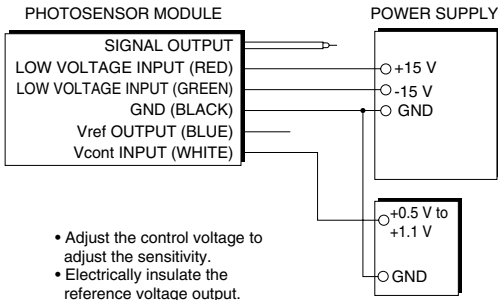 PHOTOSENSOR MODULE
POWER SUPPLY
SIGNAL OUTPUT
LOW VOLTAGE INPUT (RED)
LOW VOLTAGE INPUT (GREEN)
GND (BLACK)
Vref OUTPUT (BLUE)
Vcont INPUT (WHITE)
+15 V
-15 V
GND
+0.5 V to
+1.1 V
GND
• Adjust the control voltage to
adjust the sensitivity.
• Electrically insulate the
reference voltage output.